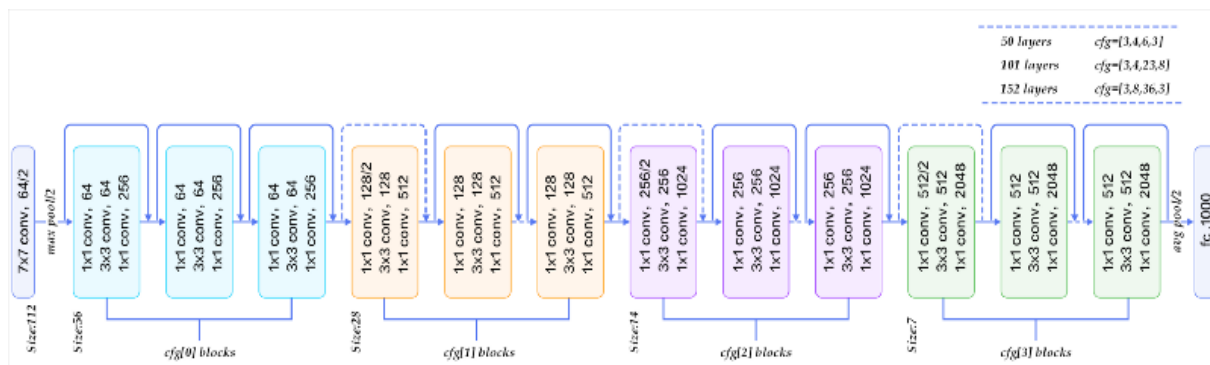 50 layers cfg=[3,4,6,3]
101 layers cfg=[3,4,23,8]
152 layers cfg=[3,8,36,3]
7x7 conv, 64/2
max pool/2
1x1 conv, 64
3x3 conv, 64
1x1 conv, 256
1x1 conv, 64
3x3 conv, 64
1x1 conv, 256
1x1 conv, 64
3x3 conv, 64
1x1 conv, 256
1x1 conv, 128/2
3x3 conv, 128
1x1 conv, 512
1x1 conv, 128
3x3 conv, 128
1x1 conv, 512
1x1 conv, 128
3x3 conv, 128
1x1 conv, 512
1x1 conv, 256/2
3x3 conv, 256
1x1 conv, 1024
1x1 conv, 256
3x3 conv, 256
1x1 conv, 1024
1x1 conv, 256
3x3 conv, 256
1x1 conv, 1024
1x1 conv, 512/2
3x3 conv, 512
1x1 conv, 2048
1x1 conv, 512
3x3 conv, 512
1x1 conv, 2048
1x1 conv, 512
3x3 conv, 512
1x1 conv, 2048
avg pool/2
fc ,1000
Size:112
Size:56
cfg[0] blocks
Size:28
cfg[1] blocks
Size:14
cfg[2] blocks
Size:7
cfg[3] blocks